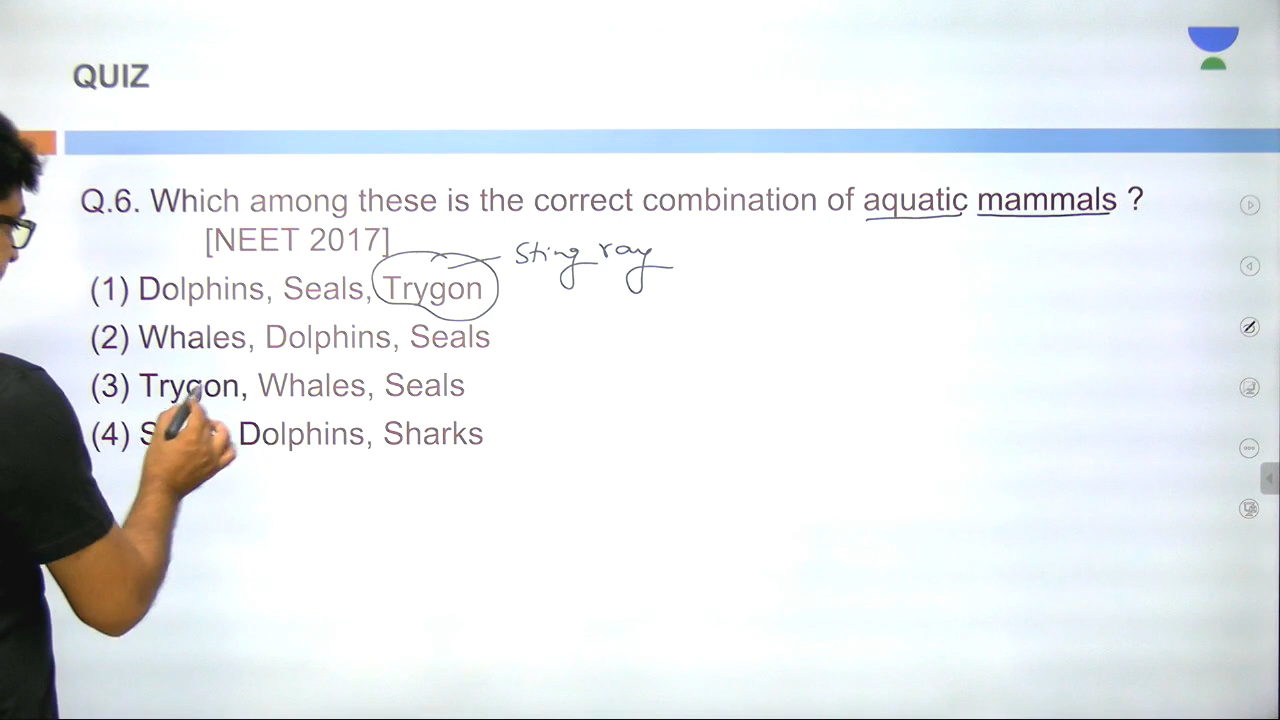 QUIZ
Q.6. Which among these is the correct combination of aquatic mammals ?
[NEET 2017]
Sting ray
(1) Dolphins, Seals, Trygon
(2) Whales, Dolphins, Seals
(3) Trygon, Whales, Seals
(4) Dolphins, Sharks